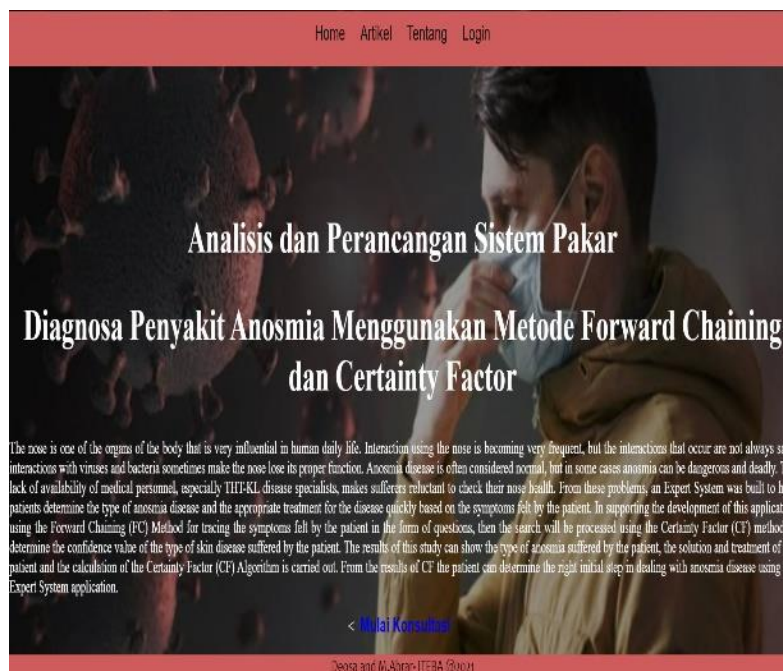 Home Artikel Tentang Login
Analisis dan Perancangan Sistem Pakar
Diagnosa Penyakit Anosmia Menggunakan Metode Forward Chaining
dan Certainty Factor
The nose is one of the organs of the body that is very influential in human daily life. Interaction using the nose is becoming very frequent, but the interactions that occur are not always
interactions with viruses and bacteria sometimes make the nose lose its proper function. Anosmia disease is often considered normal, but in some cases anosmia can be dangerous and deadly.
lack of availability of medical personnel, especially THT-KL disease specialists, makes sufferers reluctant to check their nose health. From these problems, an Expert System was built to
patients determine the type of anosmia disease and the appropriate treatment for the disease quickly based on the symptoms felt by the patient. In supporting the development of this
using the Forward Chaining (FC) Method for tracing the symptoms felt by the patient in the form of questions, then the search will be processed using the Certainty Factor (CF) method
determine the confidence value of the type of skin disease suffered by the patient. The results of this study can show the type of anosmia suffered by the patient, the solution and treatment of
patient and the calculation of the Certainty Factor (CF) Algorithm is carried out. From the results of CF the patient can determine the right initial step in dealing with anosmia disease using
Expert System application.
< Mulai Konsultasi
Deosa and M.Abrar- ITEBA @2021